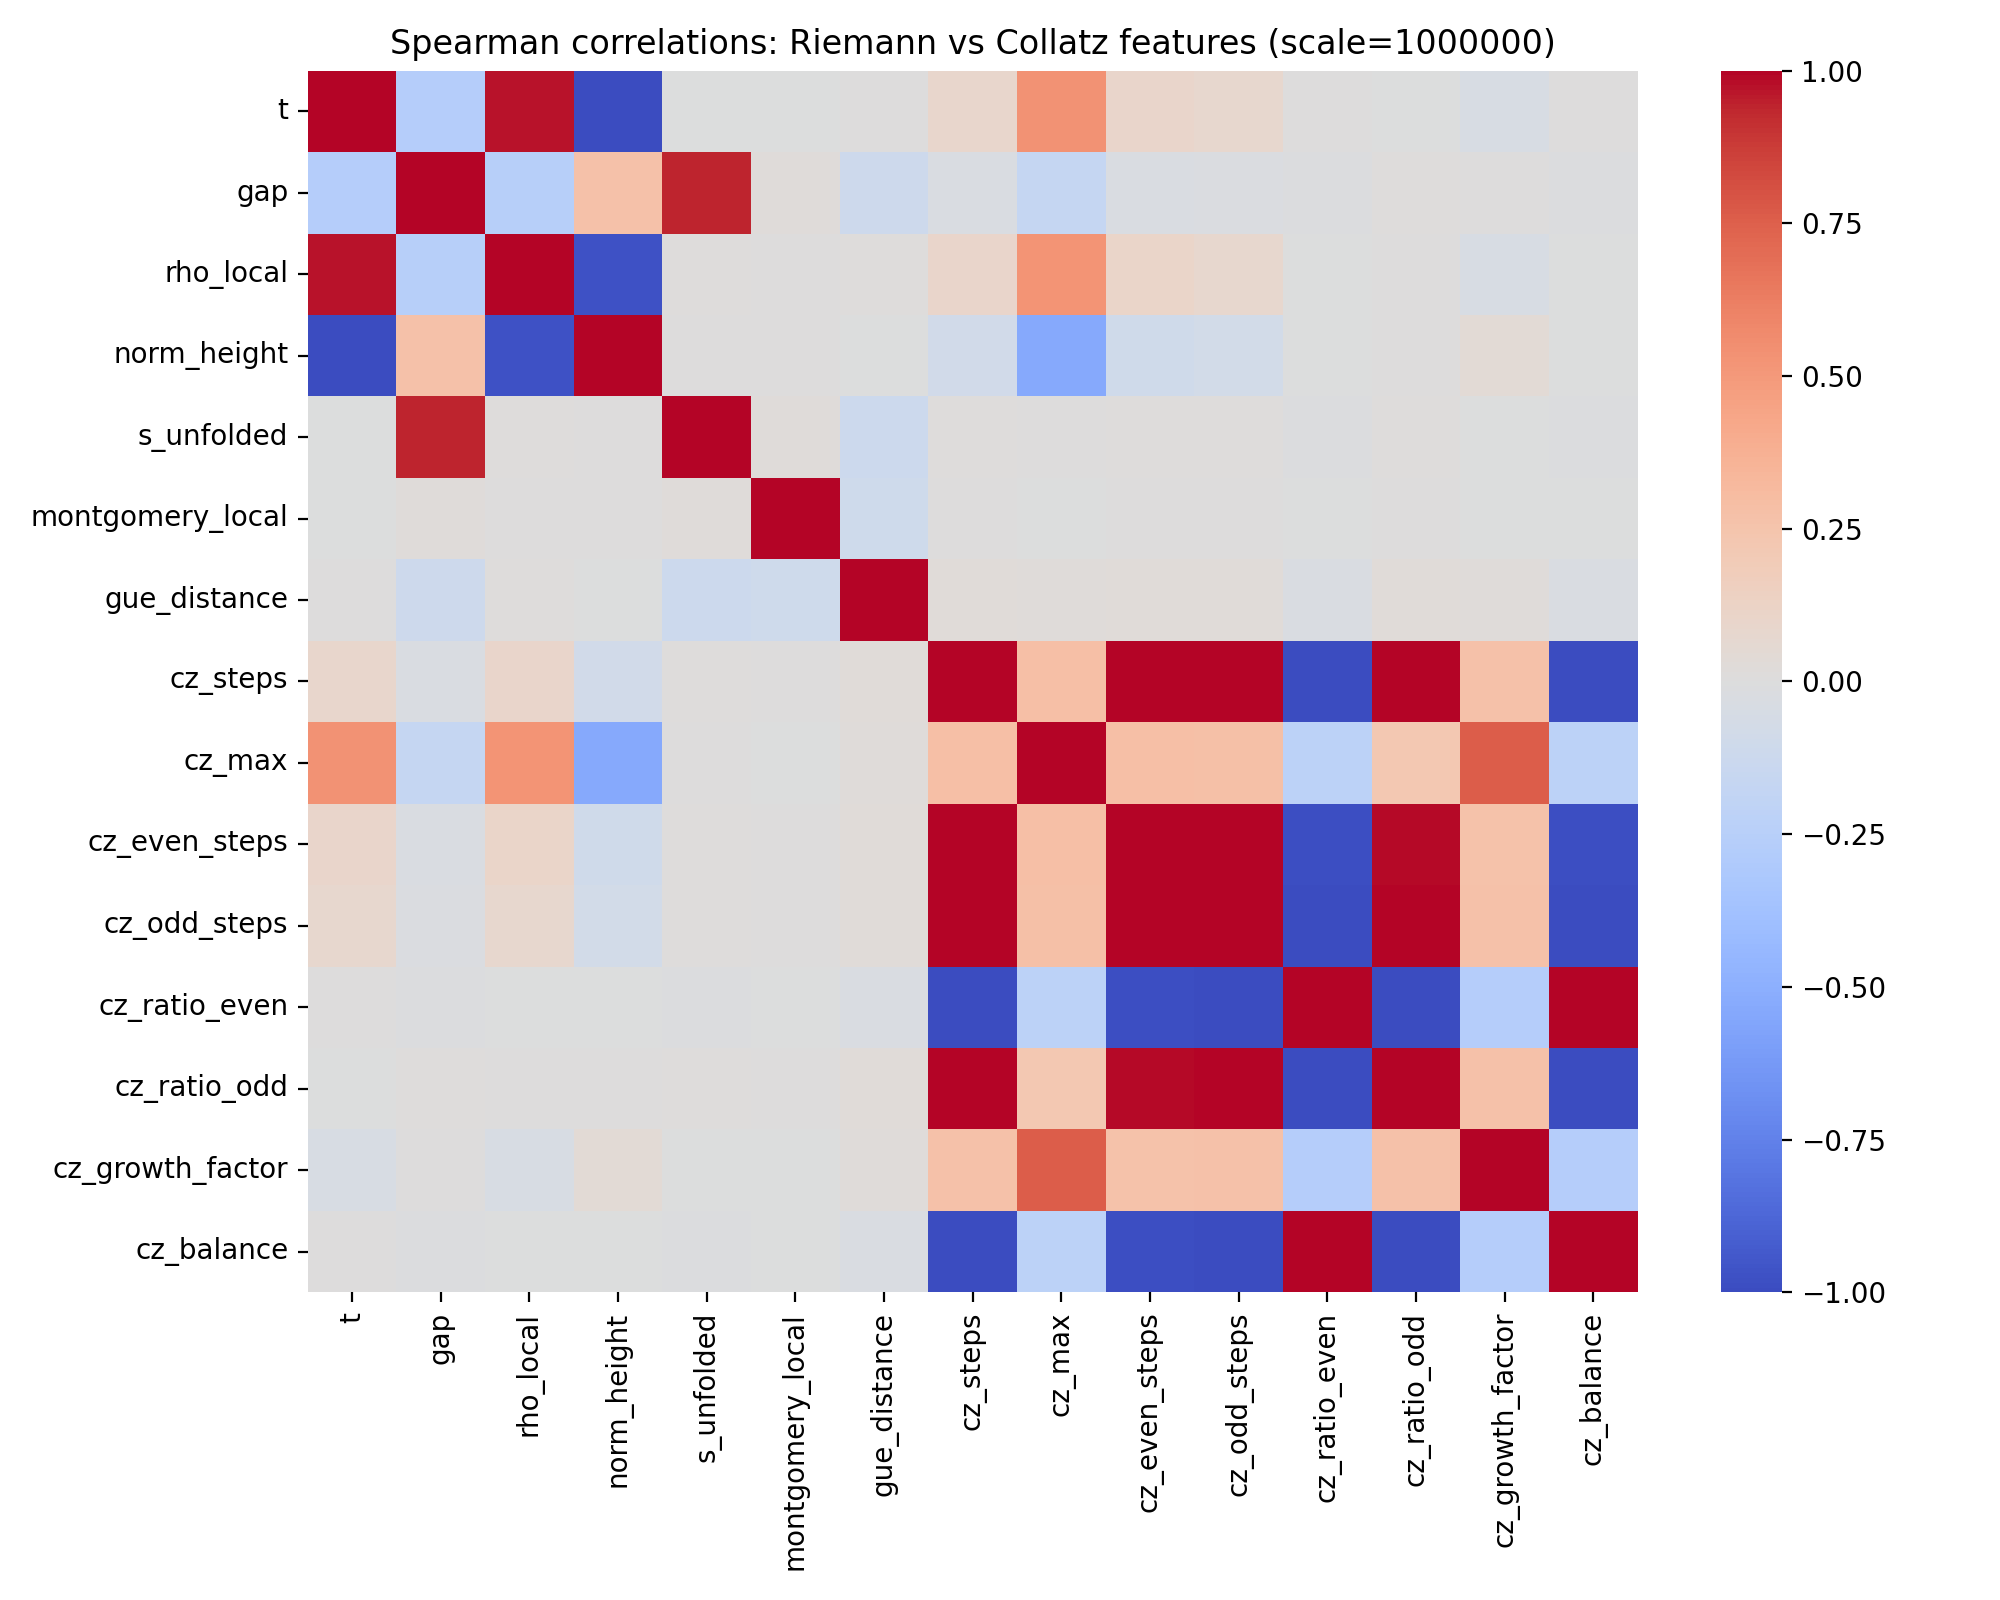 Spearman correlations: Riemann vs Collatz features (scale=1000000)
t
gap
rho_local
norm_height
s_unfolded
montgomery_local
gue_distance
cz_steps
cz_max
cz_even_steps
cz_odd_steps
cz_ratio_even
cz_ratio_odd
cz_growth_factor
cz_balance
t
gap
rho_local
norm_height
s_unfolded
montgomery_local
gue_distance
cz_steps
cz_max
cz_even_steps
cz_odd_steps
cz_ratio_even
cz_ratio_odd
cz_growth_factor
cz_balance
1.00
0.75
0.50
0.25
0.00
−0.25
−0.50
−0.75
−1.00